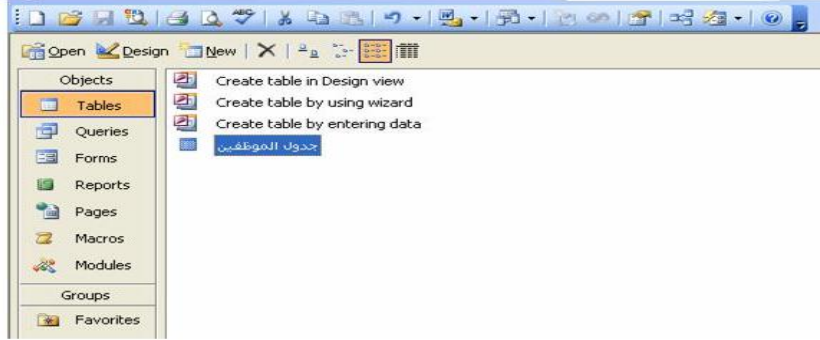 Open Design New
Objects
Tables
Queries
Forms
Reports
Pages
Macros
Modules
Groups
Favorites
Create table in Design view
Create table by using wizard
Create table by entering data
جدول الموظفين